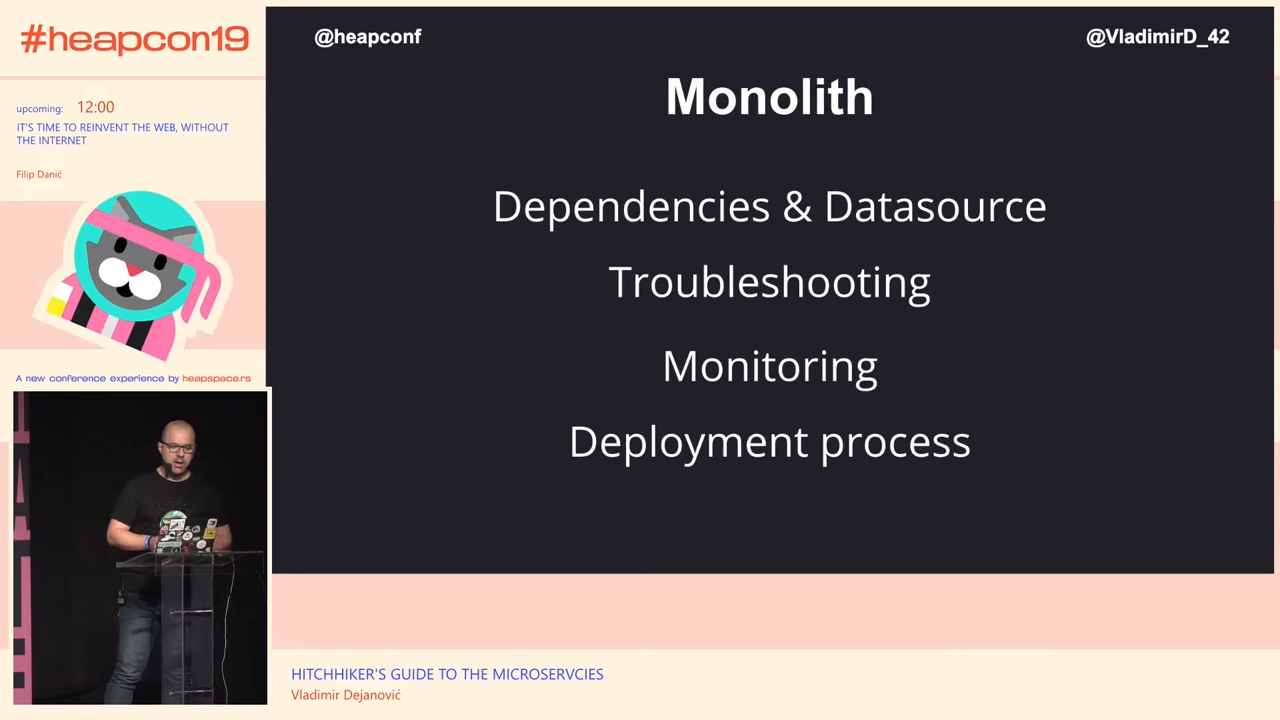 #heapcon19
upcoming: 12:00
IT'S TIME TO REINVENT THE WEB, WITHOUT
THE INTERNET
Filip Danić
A new conference experience by heapspace.rs
@heapconf
@VladimirD_42
Monolith
Dependencies & Datasource
Troubleshooting
Monitoring
Deployment process
HITCHHIKER'S GUIDE TO THE MICROSERVCIES
Vladimir Dejanović